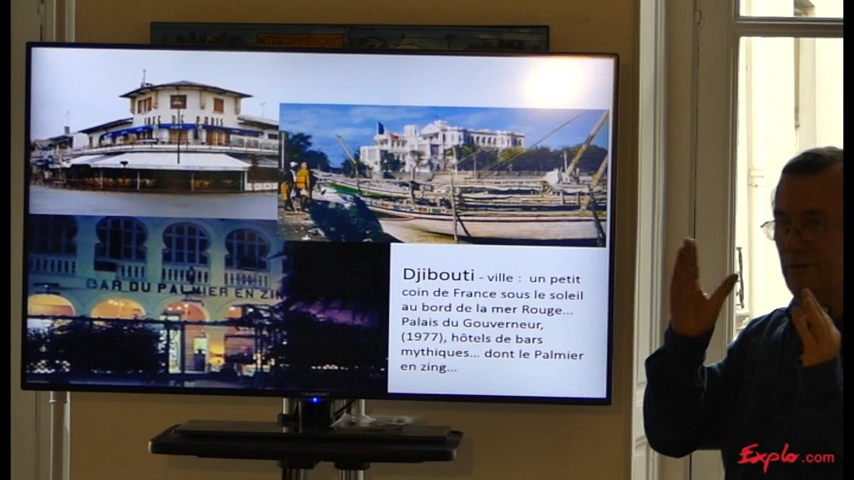 CAFE DE PARIS
BAR DU PALMIER EN ZINC
Djibouti - ville : un petit
coin de France sous le soleil
au bord de la mer Rouge...
Palais du Gouverneur,
(1977), hôtels de bars
mythiques... dont le Palmier
en zing...
Explo.com